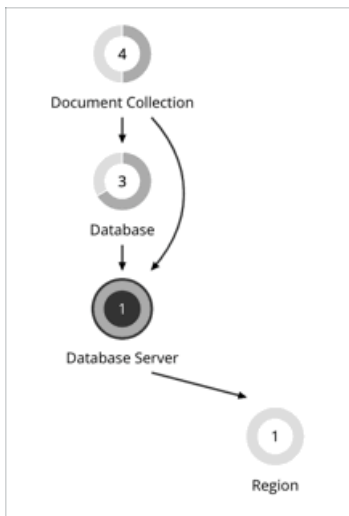 4
Document Collection
3
Database
1
Database Server
1
Region